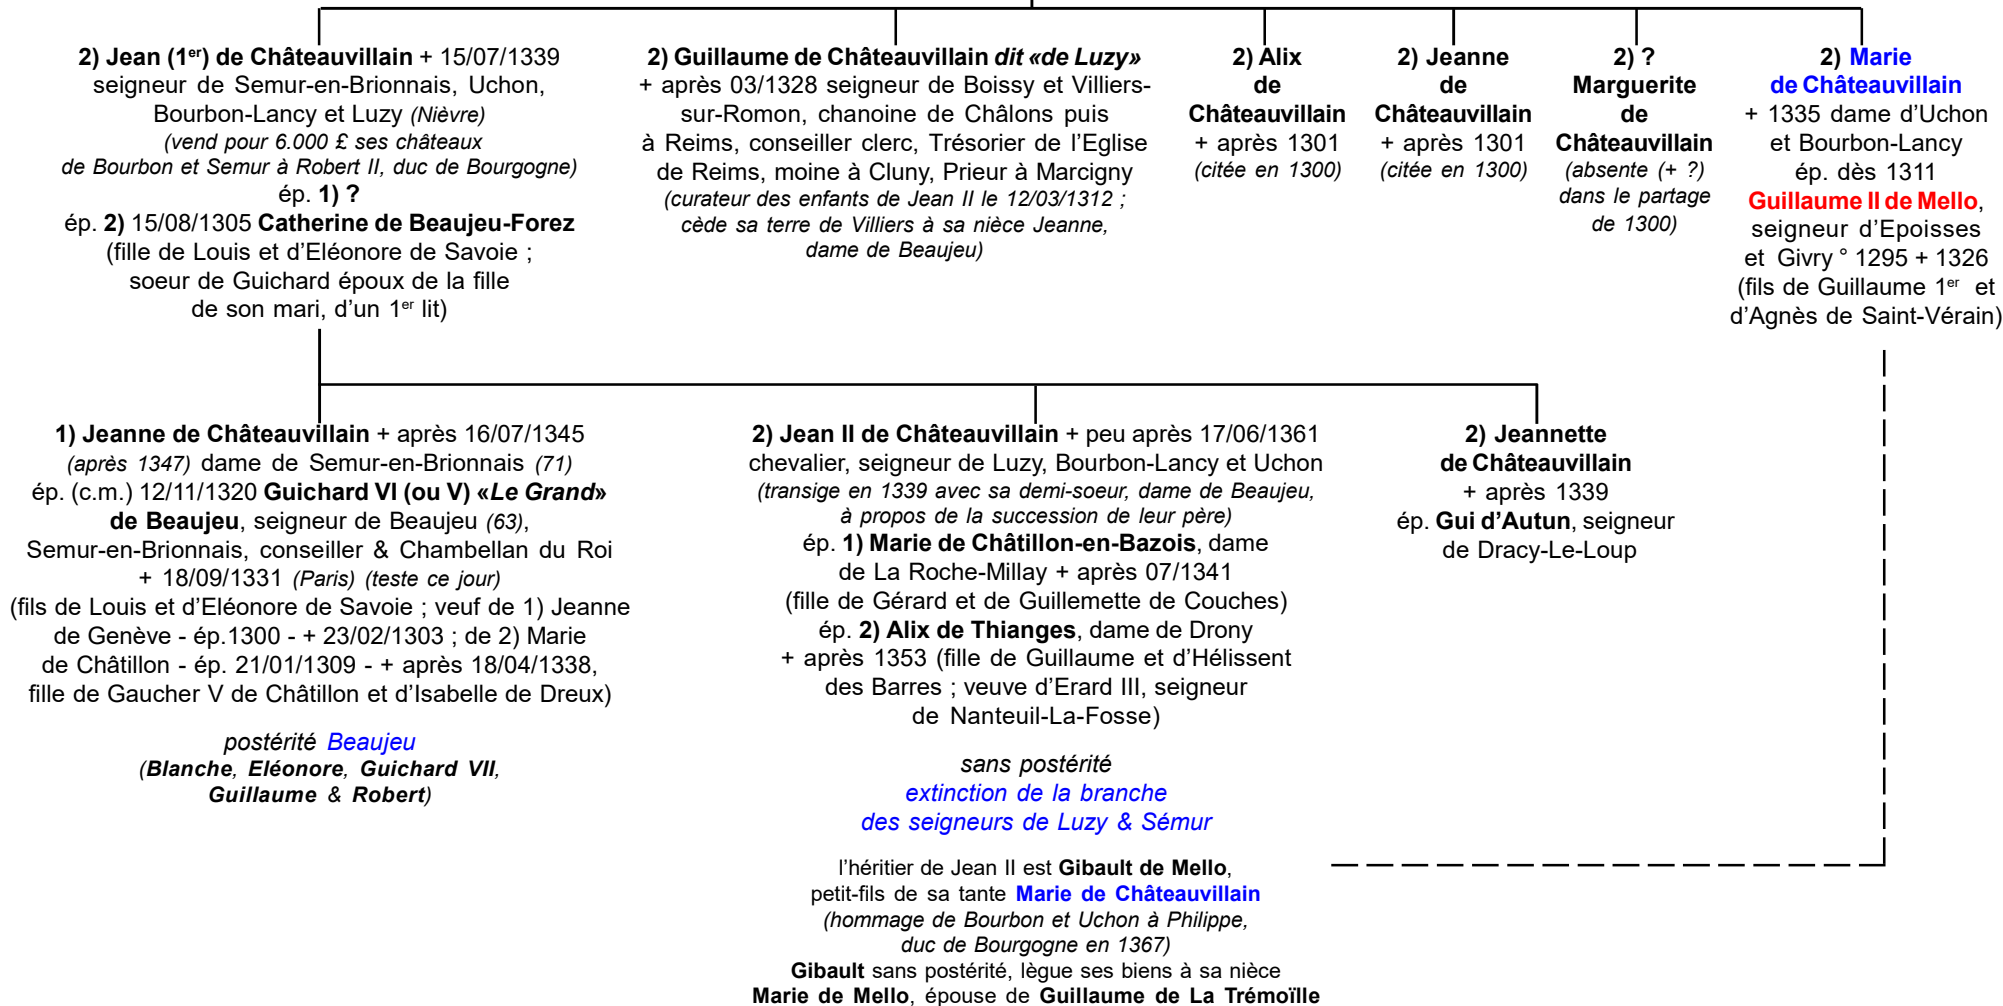 2) Jean (1er) de Châteauvillain + 15/07/1339
seigneur de Semur-en-Brionnais, Uchon,
Bourbon-Lancy et Luzy (Nièvre)
(vend pour 6.000 £ ses châteaux
de Bourbon et Semur à Robert II, duc de Bourgogne)
ép. 1) ?
ép. 2) 15/08/1305 Catherine de Beaujeu-Forez
(fille de Louis et d'Eléonore de Savoie ;
soeur de Guichard époux de la fille
de son mari, d'un 1er lit)
2) Guillaume de Châteauvillain dit «de Luzy»
+ après 03/1328 seigneur de Boissy et Villiers-
sur-Romon, chanoine de Châlons puis
à Reims, conseiller clerc, Trésorier de l'Eglise
de Reims, moine à Cluny, Prieur à Marcigny
(curateur des enfants de Jean II le 12/03/1312 ;
cède sa terre de Villiers à sa nièce Jeanne,
dame de Beaujeu)
2) Alix
de
Châteauvillain
+ après 1301
(citée en 1300)
2) Jeanne
de
Châteauvillain
+ après 1301
(citée en 1300)
2) ?
Marguerite
de
Châteauvillain
(absente (+ ?)
dans le partage
de 1300)
2) Marie
de Châteauvillain
+ 1335 dame d'Uchon
et Bourbon-Lancy
ép. dès 1311
Guillaume II de Mello,
seigneur d'Epoisses
et Givry ° 1295 + 1326
(fils de Guillaume 1er et
d'Agnès de Saint-Vérain)
1) Jeanne de Châteauvillain + après 16/07/1345
(après 1347) dame de Semur-en-Brionnais (71)
ép. (c.m.) 12/11/1320 Guichard VI (ou V) «Le Grand»
de Beaujeu, seigneur de Beaujeu (63),
Semur-en-Brionnais, conseiller & Chambellan du Roi
+ 18/09/1331 (Paris) (teste ce jour)
(fils de Louis et d'Eléonore de Savoie ; veuf de 1) Jeanne
de Genève - ép.1300 - + 23/02/1303 ; de 2) Marie
de Châtillon - ép. 21/01/1309 - + après 18/04/1338,
fille de Gaucher V de Châtillon et d'Isabelle de Dreux)
postérité Beaujeu
(Blanche, Eléonore, Guichard VII,
Guillaume & Robert)
2) Jean II de Châteauvillain + peu après 17/06/1361
chevalier, seigneur de Luzy, Bourbon-Lancy et Uchon
(transige en 1339 avec sa demi-soeur, dame de Beaujeu,
à propos de la succession de leur père)
ép. 1) Marie de Châtillon-en-Bazois, dame
de La Roche-Millay + après 07/1341
(fille de Gérard et de Guillemette de Couches)
ép. 2) Alix de Thianges, dame de Drony
+ après 1353 (fille de Guillaume et d'Hélissent
des Barres ; veuve d'Erard III, seigneur
de Nanteuil-La-Fosse)
sans postérité
extinction de la branche
des seigneurs de Luzy & Sémur
l'héritier de Jean II est Gibault de Mello,
petit-fils de sa tante Marie de Châteauvillain
(hommage de Bourbon et Uchon à Philippe,
duc de Bourgogne en 1367)
Gibault sans postérité, lègue ses biens à sa nièce
Marie de Mello, épouse de Guillaume de La Trémoïlle
2) Jeannette
de Châteauvillain
+ après 1339
ép. Gui d'Autun, seigneur
de Dracy-Le-Loup